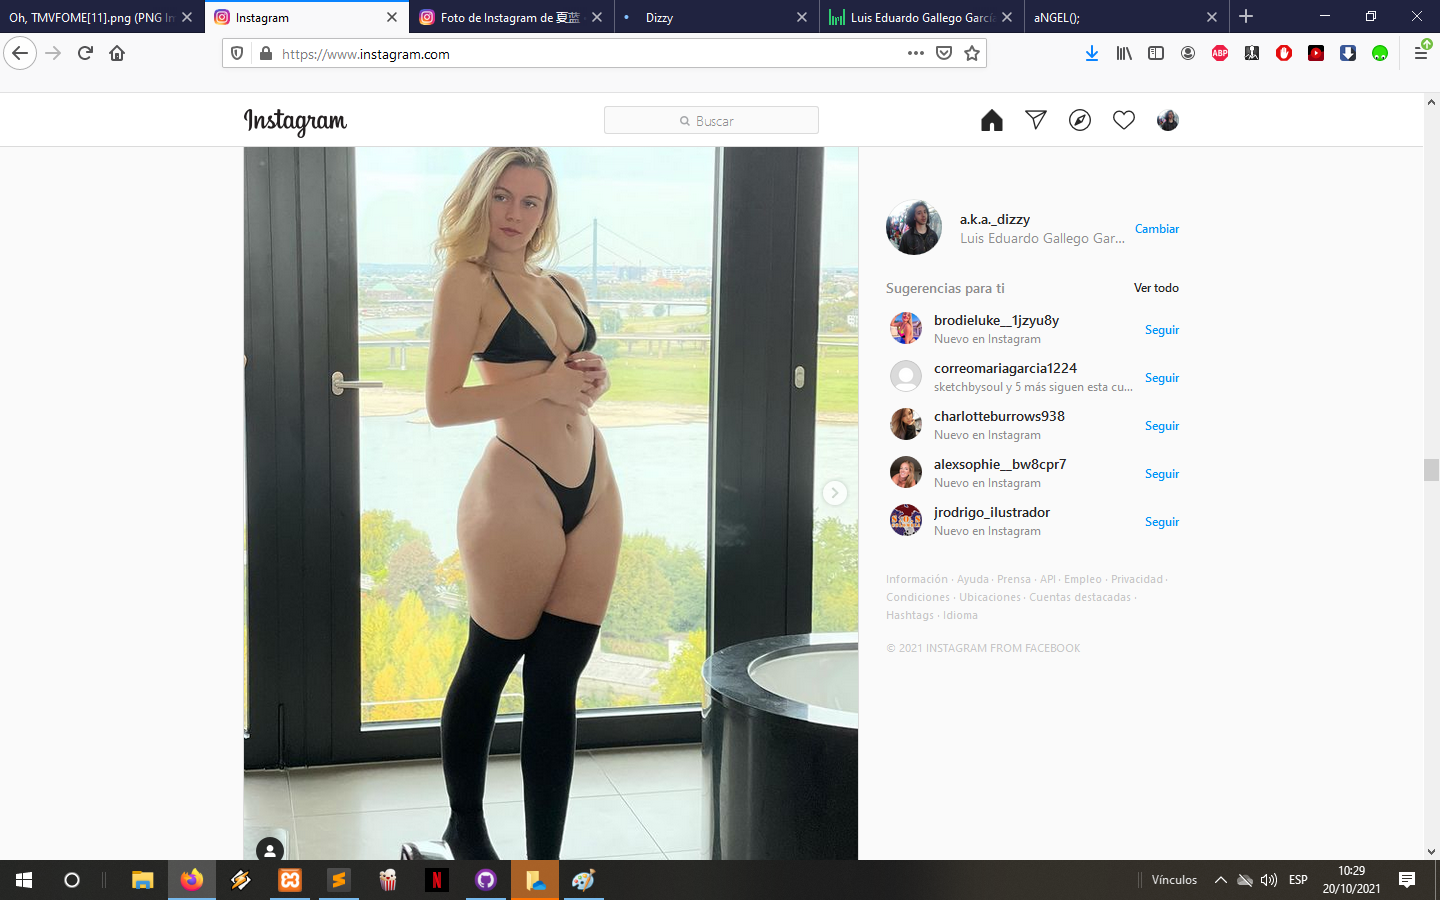 Oh, TMVFOME[11].png (PNG Im
Instagram
Foto de Instagram de 夏蓝
Dizzy
Luis Eduardo Gallego García
aNGEL();
https://www.instagram.com
ABP
Instagram
Buscar
a.k.a._dizzy
Luis Eduardo Gallego Gar...
Cambiar
Sugerencias para ti
Ver todo
brodieluke__1jzyu8y
Nuevo en Instagram
Seguir
correomariagarcia1224
sketchbysoul y 5 más siguen esta cu...
Seguir
charlotteburrows938
Nuevo en Instagram
Seguir
alexsophie__bw8cpr7
Nuevo en Instagram
Seguir
jrodrigo_ilustrador
Nuevo en Instagram
Seguir
Información · Ayuda · Prensa · API · Empleo · Privacidad ·
Condiciones · Ubicaciones · Cuentas destacadas ·
Hashtags · Idioma
© 2021 INSTAGRAM FROM FACEBOOK
Vínculos
ESP
10:29
20/10/2021